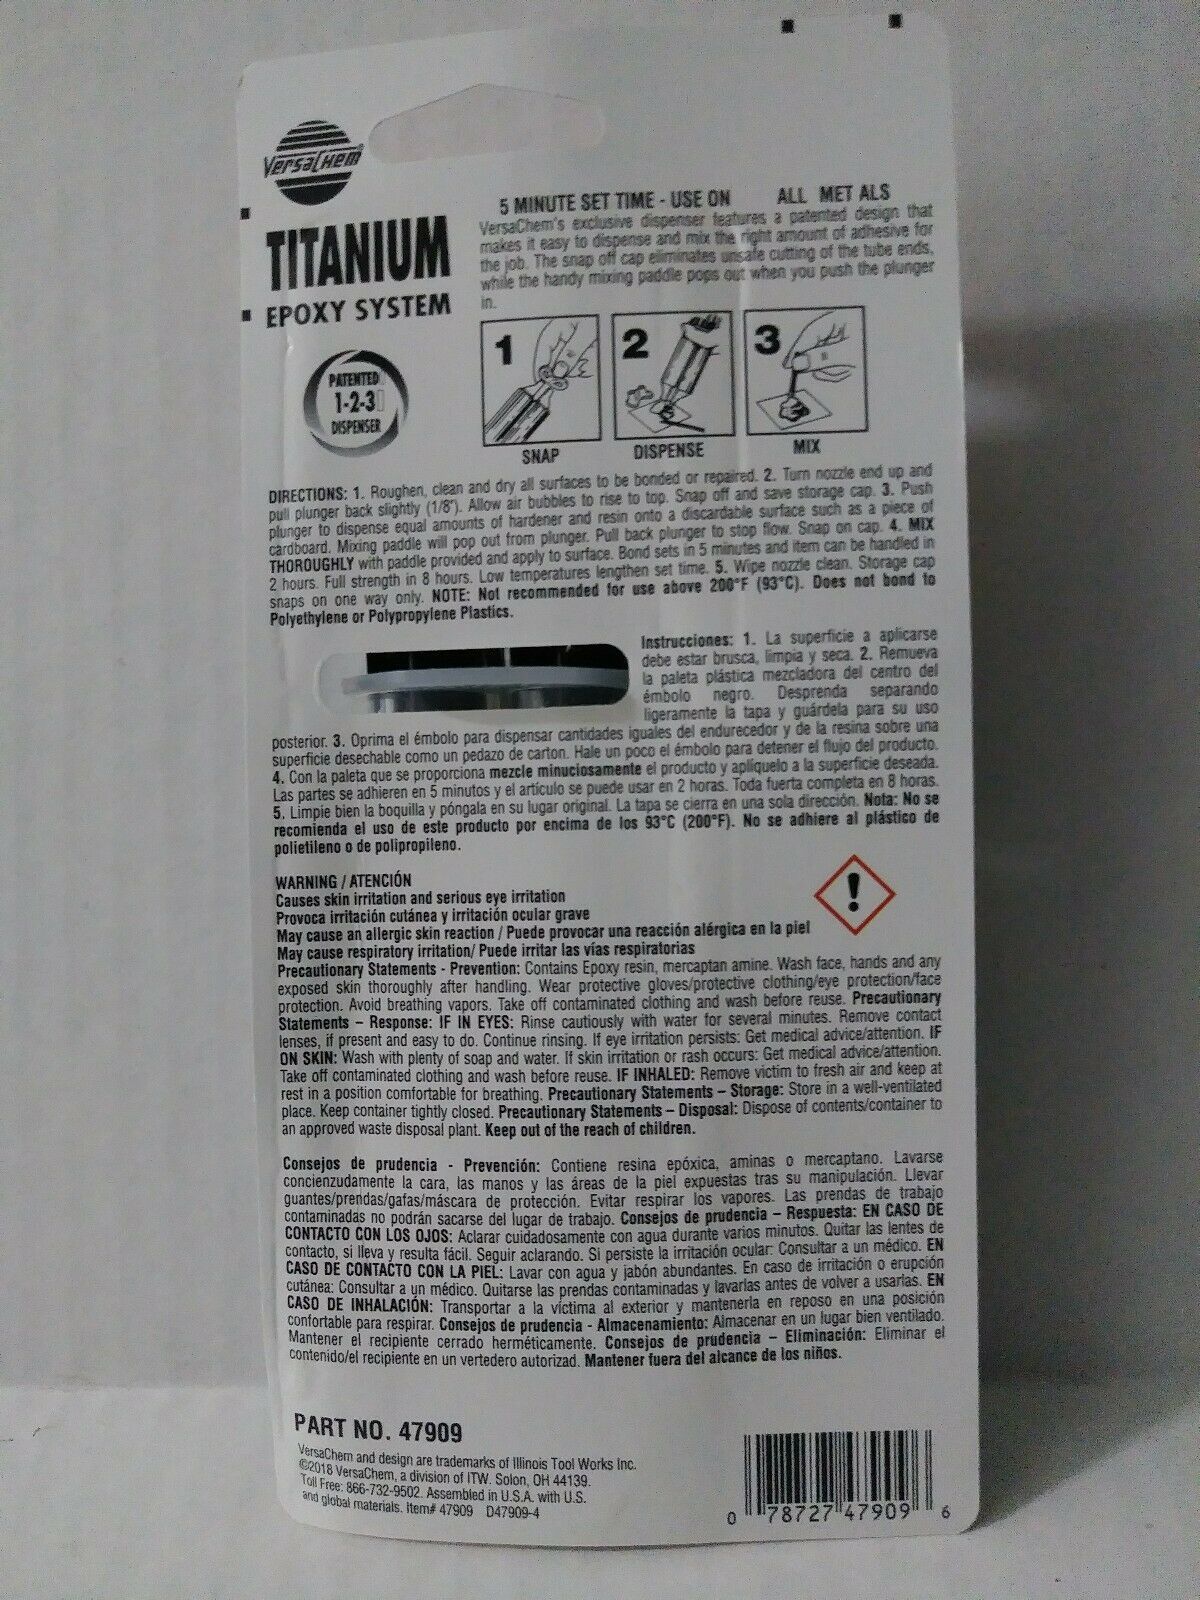 VersaChem®
TITANIUM
EPOXY SYSTEM
PATENTED
1-2-3
DISPENSER
5 MINUTE SET TIME - USE ON ALL MET ALS
VersaChem's exclusive dispenser features a patented design that
makes it easy to dispense and mix the right amount of adhesive for
the job. The snap off cap eliminates unsafe cutting of the tube ends,
while the handy mixing paddle pops out when you push the plunger
in.
1
2
3
SNAP
DISPENSE
MIX
DIRECTIONS: 1. Roughen, clean and dry all surfaces to be bonded or repaired. 2. Turn nozzle end up and
pull plunger back slightly (1/8"). Allow air bubbles to rise to top. Snap off and save storage cap. 3. Push
plunger to dispense equal amounts of hardener and resin onto a discardable surface such as a piece of
cardboard. Mixing paddle will pop out from plunger. Pull back plunger to stop flow. Snap on cap. 4. MIX
THOROUGHLY with paddle provided and apply to surface. Bond sets in 5 minutes and item can be handled in
2 hours. Full strength in 8 hours. Low temperatures lengthen set time. 5. Wipe nozzle clean. Storage cap
snaps on one way only. NOTE: Not recommended for use above 200°F (93°C). Does not bond to
Polyethylene or Polypropylene Plastics.
Instrucciones: 1. La superficie a aplicarse
debe estar brusca, limpia y seca. 2. Remueva
la paleta plástica mezcladora del centro del
émbolo negro. Desprenda separando
ligeramente la tapa y guárdela para su uso
posterior. 3. Oprima el émbolo para dispensar cantidades iguales del endurecedor y de la resina sobre una
superficie desechable como un pedazo de carton. Hale un poco el émbolo para detener el flujo del producto.
4. Con la paleta que se proporciona mezcle minuciosamente el producto y aplíquelo a la superficie deseada.
Las partes se adhieren en 5 minutos y el artículo se puede usar en 2 horas. Toda fuerta completa en 8 horas.
5. Limpie bien la boquilla y póngala en su lugar original. La tapa se cierra en una sola dirección. Nota: No se
recomienda el uso de este producto por encima de los 93°C (200°F). No se adhiere al plástico de
polietileno o de polipropileno.
WARNING / ATENCIÓN
Causes skin irritation and serious eye irritation
Provoca irritación cutánea y irritación ocular grave
May cause an allergic skin reaction / Puede provocar una reacción alérgica en la piel
May cause respiratory irritation/ Puede irritar las vías respiratorias
Precautionary Statements - Prevention: Contains Epoxy resin, mercaptan amine. Wash face, hands and any
exposed skin thoroughly after handling. Wear protective gloves/protective clothing/eye protection/face
protection. Avoid breathing vapors. Take off contaminated clothing and wash before reuse. Precautionary
Statements – Response: IF IN EYES: Rinse cautiously with water for several minutes. Remove contact
lenses, if present and easy to do. Continue rinsing. If eye irritation persists: Get medical advice/attention. IF
ON SKIN: Wash with plenty of soap and water. If skin irritation or rash occurs: Get medical advice/attention.
Take off contaminated clothing and wash before reuse. IF INHALED: Remove victim to fresh air and keep at
rest in a position comfortable for breathing. Precautionary Statements – Storage: Store in a well-ventilated
place. Keep container tightly closed. Precautionary Statements – Disposal: Dispose of contents/container to
an approved waste disposal plant. Keep out of the reach of children.
Consejos de prudencia - Prevención: Contiene resina epóxica, aminas o mercaptano. Lavarse
concienzudamente la cara, las manos y las áreas de la piel expuestas tras su manipulación. Llevar
guantes/prendas/gafas/máscara de protección. Evitar respirar los vapores. Las prendas de trabajo
contaminadas no podrán sacarse del lugar de trabajo. Consejos de prudencia – Respuesta: EN CASO DE
CONTACTO CON LOS OJOS: Aclarar cuidadosamente con agua durante varios minutos. Quitar las lentes de
contacto, si lleva y resulta fácil. Seguir aclarando. Si persiste la irritación ocular: Consultar a un médico. EN
CASO DE CONTACTO CON LA PIEL: Lavar con agua y jabón abundantes. En caso de irritación o erupción
cutánea: Consultar a un médico. Quitarse las prendas contaminadas y lavarlas antes de volver a usarlas. EN
CASO DE INHALACIÓN: Transportar a la víctima al exterior y mantenerla en reposo en una posición
confortable para respirar. Consejos de prudencia - Almacenamiento: Almacenar en un lugar bien ventilado.
Mantener el recipiente cerrado herméticamente. Consejos de prudencia – Eliminación: Eliminar el
contenido/el recipiente en un vertedero autorizad. Mantener fuera del alcance de los niños.
PART NO. 47909
VersaChem and design are trademarks of Illinois Tool Works Inc.
©2018 VersaChem, a division of ITW. Solon, OH 44139.
Toll Free: 866-732-9502. Assembled in U.S.A. with U.S.
and global materials. Item# 47909 D47909-4
0 78727 47909 6